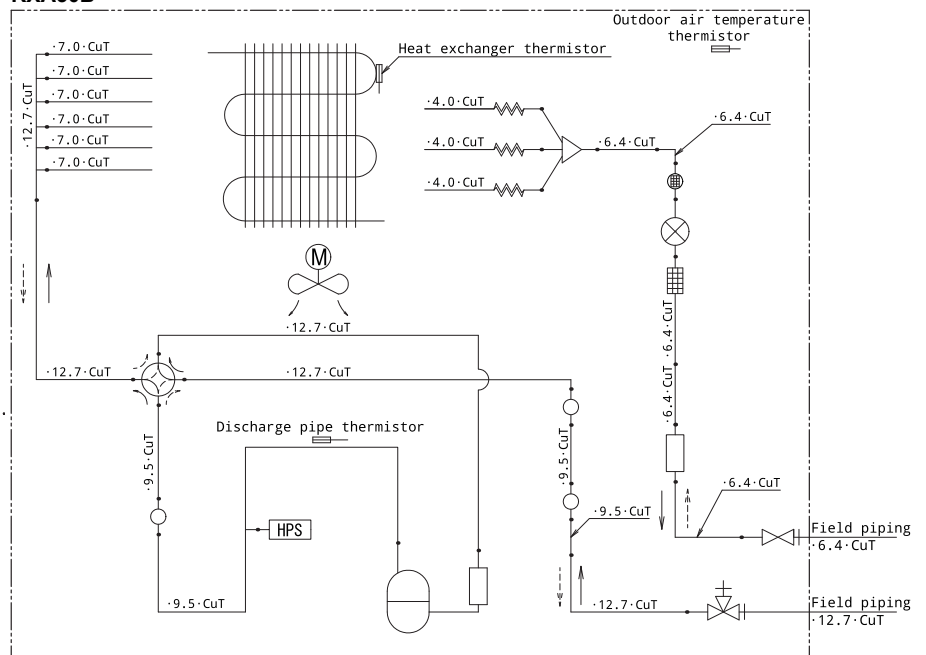 Outdoor air temperature
thermistor
Heat exchanger thermistor
·7.0·CuT
·7.0·CuT
·7.0·CuT
·7.0·CuT
·7.0·CuT
·7.0·CuT
·12.7·CuT
·4.0·CuT
·4.0·CuT
·4.0·CuT
·6.4·CuT
·6.4·CuT
M
·12.7·CuT
·6.4·CuT
·6.4·CuT
·12.7·CuT
·12.7·CuT
Discharge pipe thermistor
·9.5·CuT
·9.5·CuT
·6.4·CuT
·9.5·CuT
HPS
Field piping
·6.4·CuT
·9.5·CuT
·12.7·CuT
Field piping
·12.7·CuT